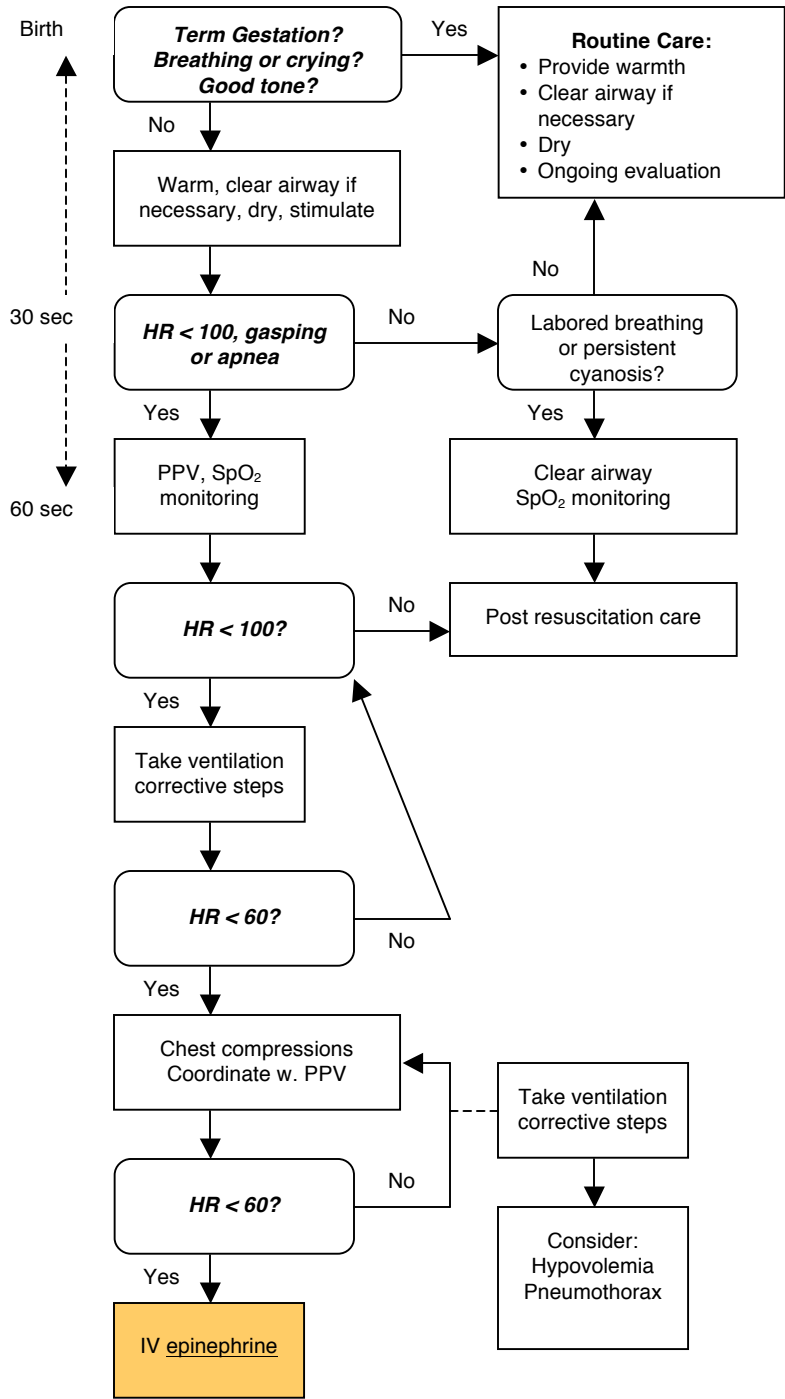 Birth
Term Gestation?
Breathing or crying?
Good tone?
Yes
Routine Care:
• Provide warmth
• Clear airway if
necessary
• Dry
• Ongoing evaluation
No
Warm, clear airway if
necessary, dry, stimulate
No
30 sec
HR < 100, gasping
or apnea
No
Labored breathing
or persistent
cyanosis?
Yes
Yes
PPV, SpO₂
monitoring
Clear airway
SpO₂ monitoring
60 sec
HR < 100?
No
Post resuscitation care
Yes
Take ventilation
corrective steps
HR < 60?
No
Yes
Chest compressions
Coordinate w. PPV
Take ventilation
corrective steps
HR < 60?
No
Consider:
Hypovolemia
Pneumothorax
Yes
IV epinephrine